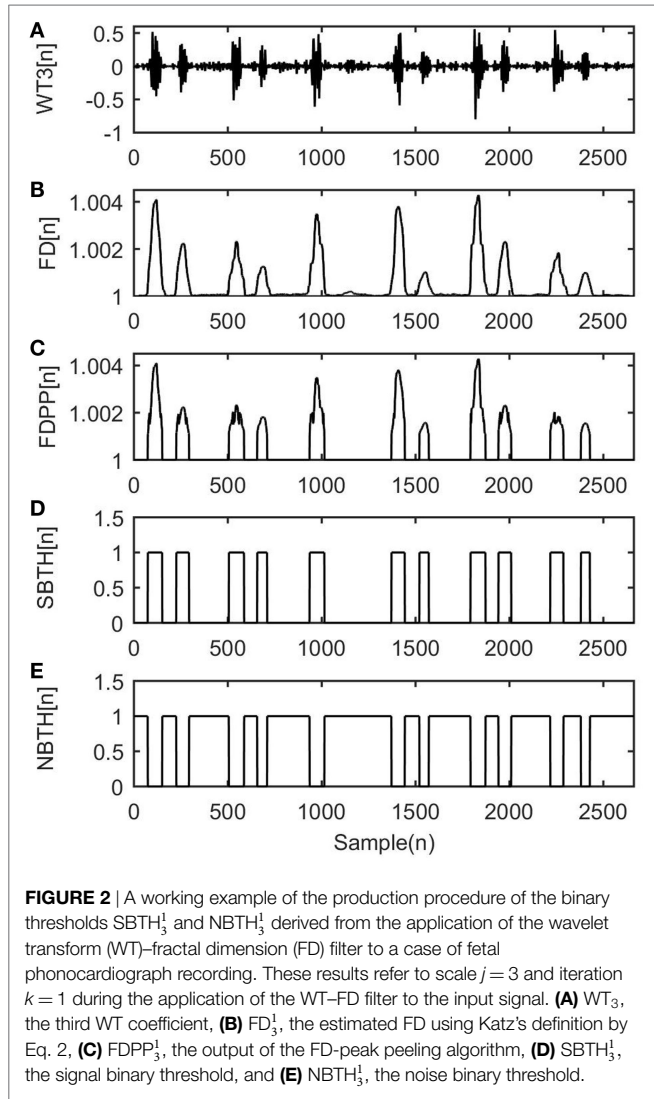 A
WT3[n]
0.5
0
-0.5
-1
0 500 1000 1500 2000 2500
B
FD[n]
1.004
1.002
1
0 500 1000 1500 2000 2500
C
FDPP[n]
1.004
1.002
1
0 500 1000 1500 2000 2500
D
SBTH[n]
1.5
1
0.5
0
0 500 1000 1500 2000 2500
E
NBTH[n]
1.5
1
0.5
0
0 500 1000 1500 2000 2500
Sample(n)
FIGURE 2 | A working example of the production procedure of the binary
thresholds SBTH₃¹ and NBTH₃¹ derived from the application of the wavelet
transform (WT)–fractal dimension (FD) filter to a case of fetal
phonocardiograph recording. These results refer to scale j = 3 and iteration
k = 1 during the application of the WT–FD filter to the input signal. (A) WT₃,
the third WT coefficient, (B) FD₃¹, the estimated FD using Katz’s definition by
Eq. 2, (C) FDPP₃¹, the output of the FD-peak peeling algorithm, (D) SBTH₃¹,
the signal binary threshold, and (E) NBTH₃¹, the noise binary threshold.